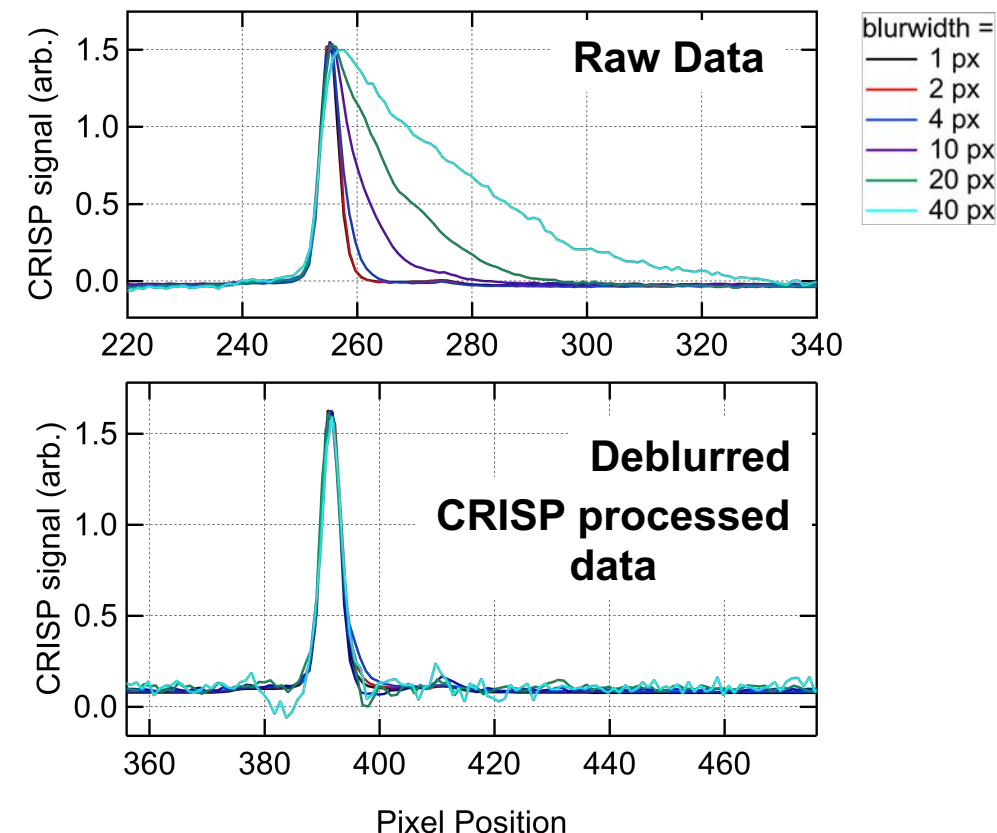 CRISP signal (arb.)
1.5
1.0
0.5
0.0
Raw Data
220 240 260 280 300 320 340
blurwidth =
1 px
2 px
4 px
10 px
20 px
40 px
CRISP signal (arb.)
1.5
1.0
0.5
0.0
Deblurred
CRISP processed
data
360 380 400 420 440 460
Pixel Position